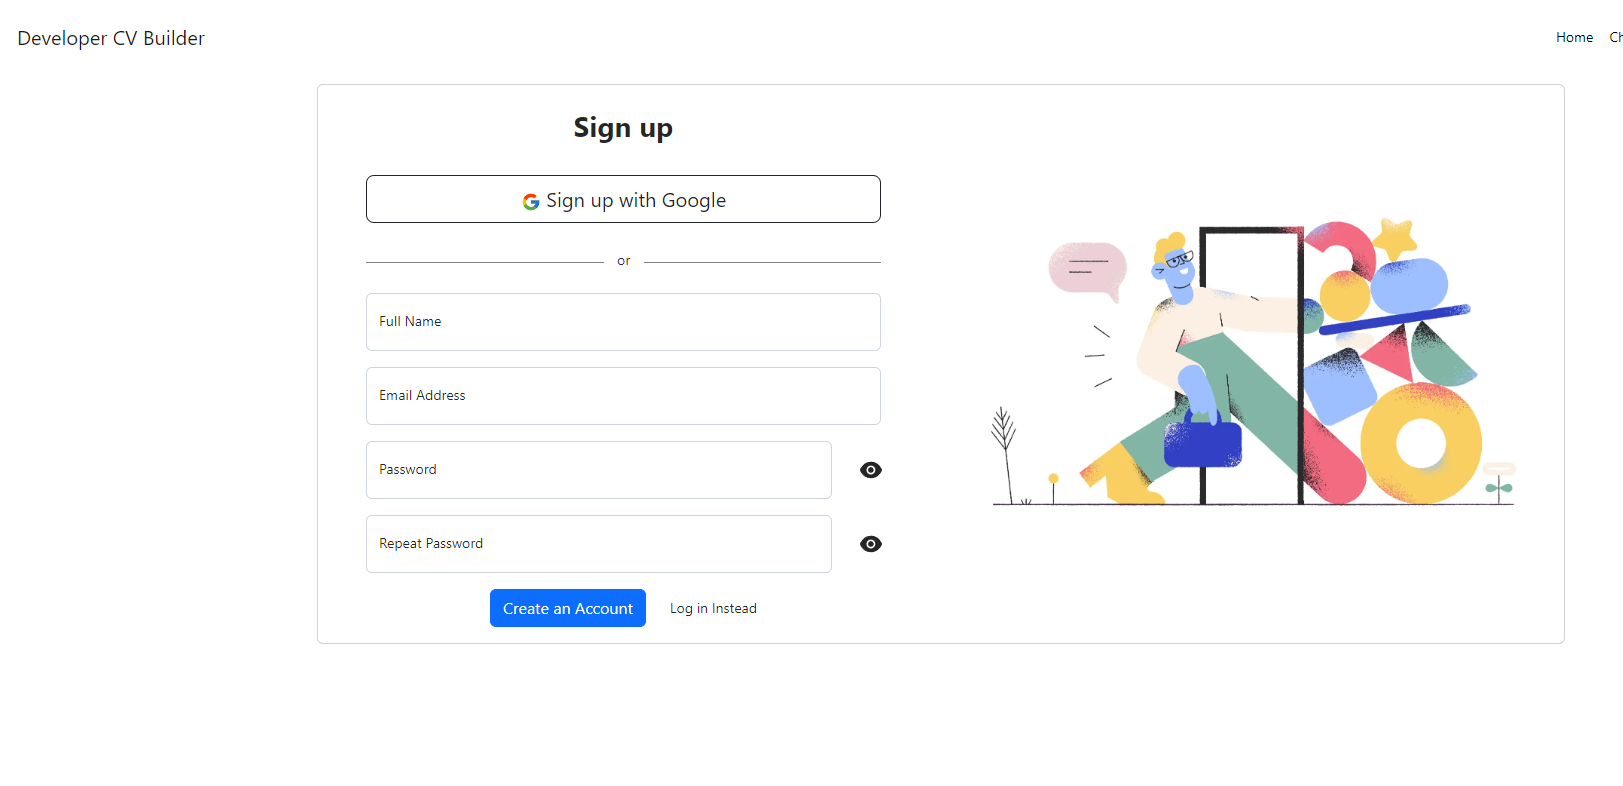 Developer CV Builder
Home
Sign up
Sign up with Google
or
Full Name
Email Address
Password
Repeat Password
Create an Account
Log in Instead